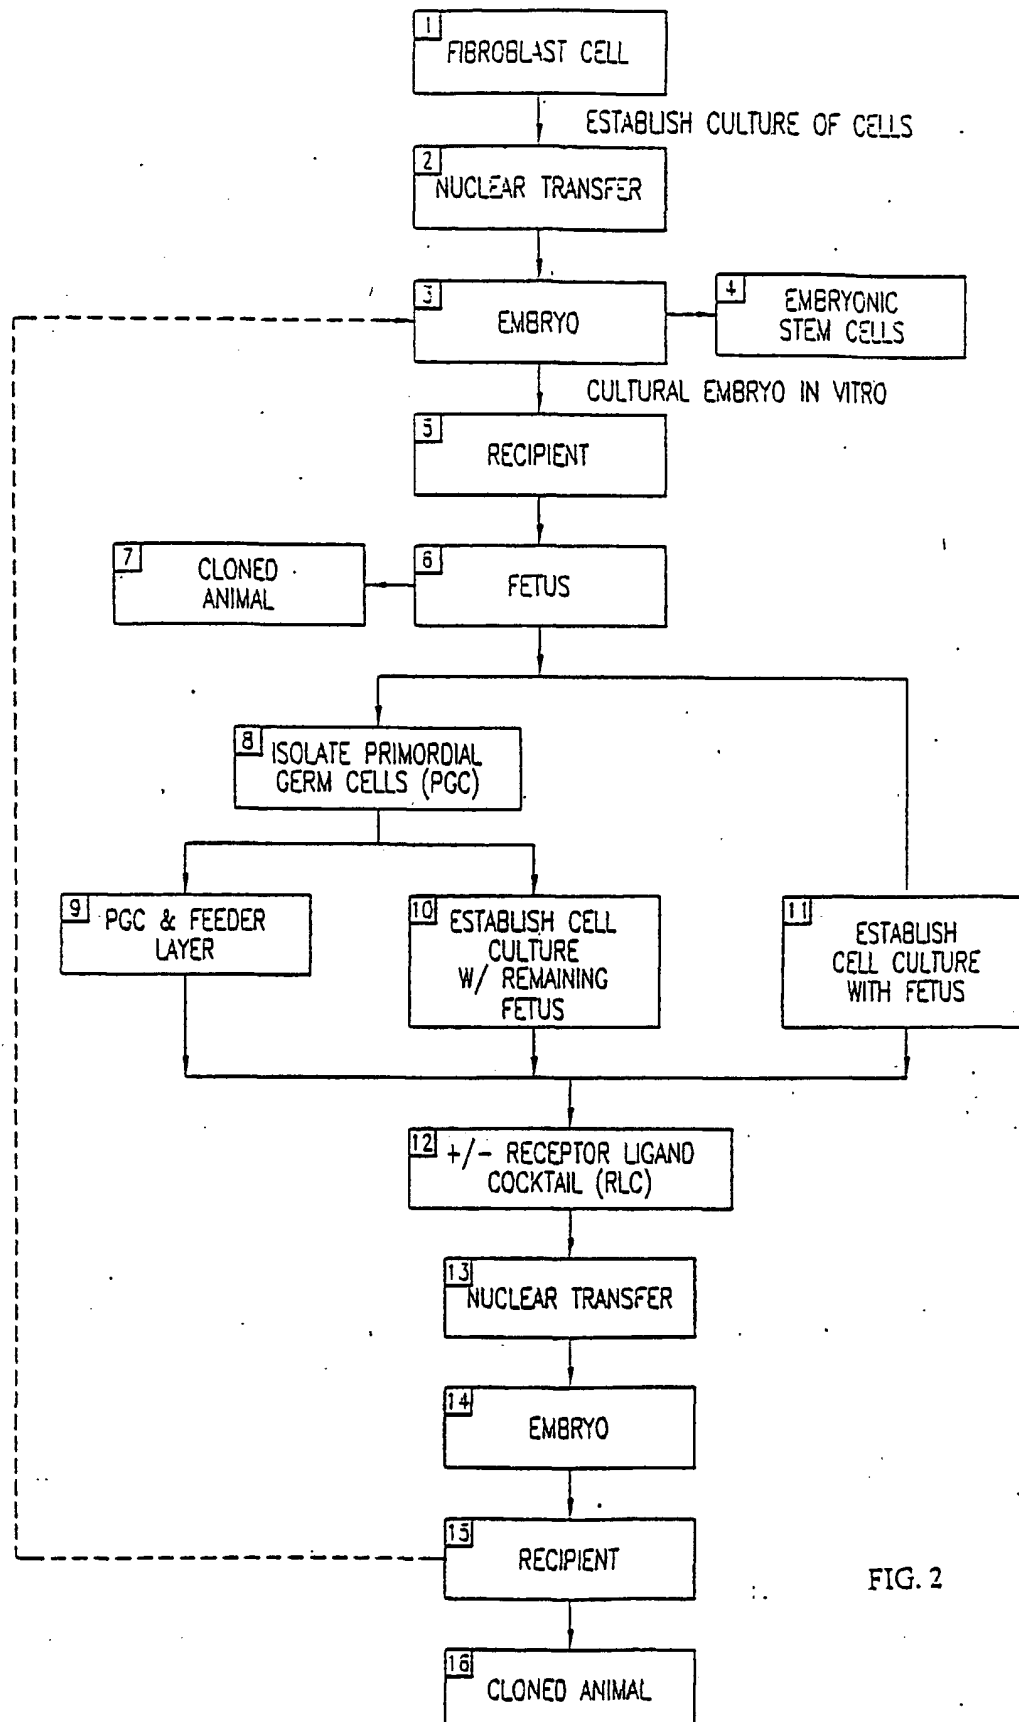 1
FIBROBLAST CELL
ESTABLISH CULTURE OF CELLS
2
NUCLEAR TRANSFER
3
EMBRYO
4
EMBRYONIC
STEM CELLS
CULTURAL EMBRYO IN VITRO
5
RECIPIENT
7
CLONED
ANIMAL
6
FETUS
8
ISOLATE PRIMORDIAL
GERM CELLS (PGC)
9
PGC & FEEDER
LAYER
10
ESTABLISH CELL
CULTURE
W/ REMAINING
FETUS
11
ESTABLISH
CELL CULTURE
WITH FETUS
12
+/- RECEPTOR LIGAND
COCKTAIL (RLC)
13
NUCLEAR TRANSFER
14
EMBRYO
15
RECIPIENT
FIG. 2
16
CLONED ANIMAL